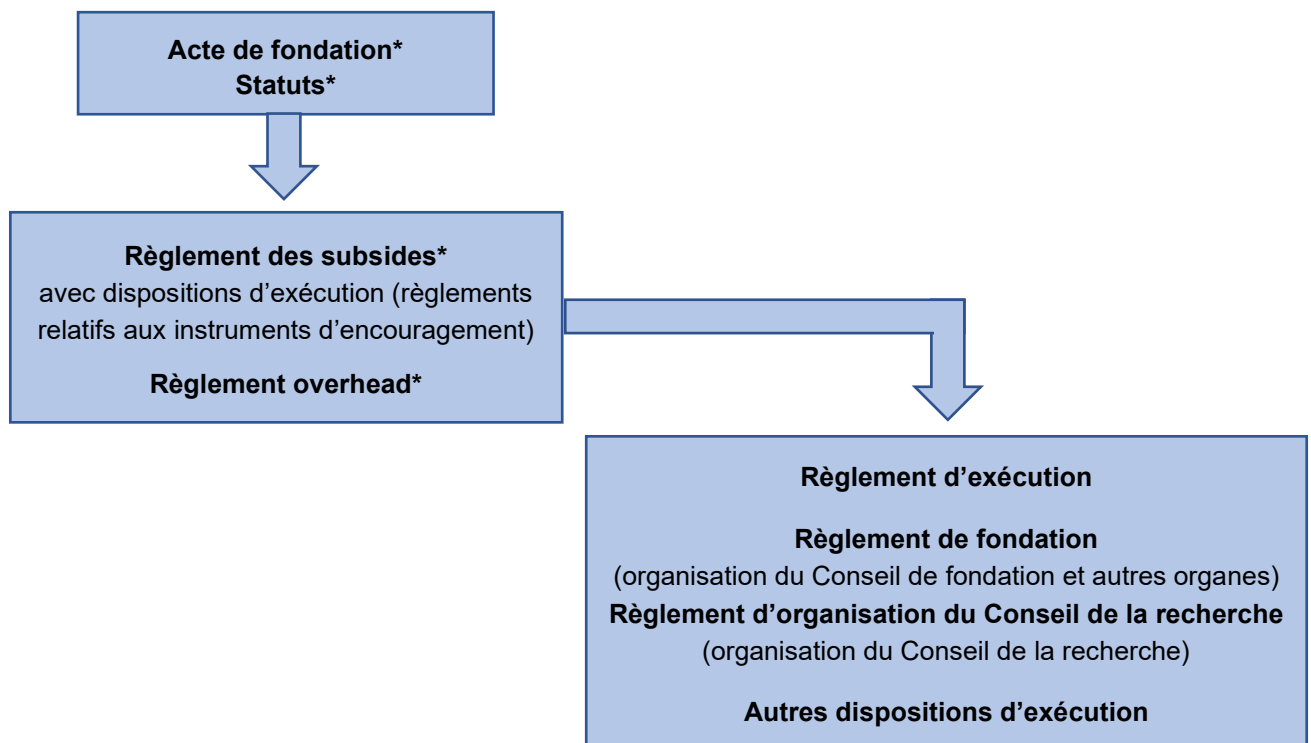 Acte de fondation*
Statuts*
Règlement des subsides*
avec dispositions d’exécution (règlements
relatifs aux instruments d’encouragement)
Règlement overhead*
Règlement d’exécution
Règlement de fondation
(organisation du Conseil de fondation et autres organes)
Règlement d’organisation du Conseil de la recherche
(organisation du Conseil de la recherche)
Autres dispositions d’exécution